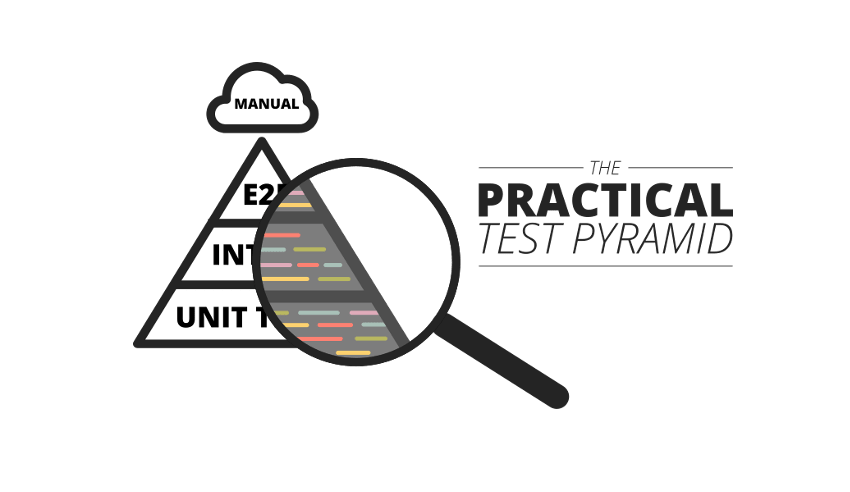 MANUAL
E2
INT
UNIT T
THE
PRACTICAL
TEST PYRAMID